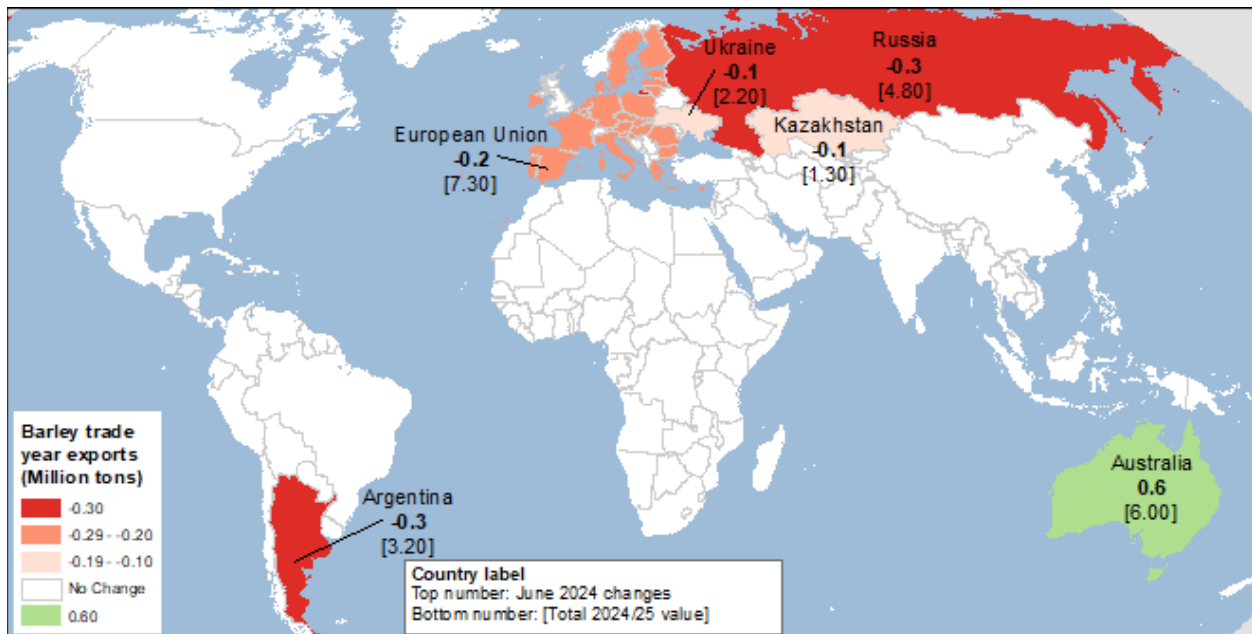 Ukraine
-0.1
[2.20]
Russia
-0.3
[4.80]
European Union
-0.2
[7.30]
Kazakhstan
-0.1
[1.30]
Australia
0.6
[6.00]
Argentina
-0.3
[3.20]
Barley trade
year exports
(Million tons)
-0.30
-0.29 - -0.20
-0.19 - -0.10
No Change
0.60
Country label
Top number: June 2024 changes
Bottom number: [Total 2024/25 value]